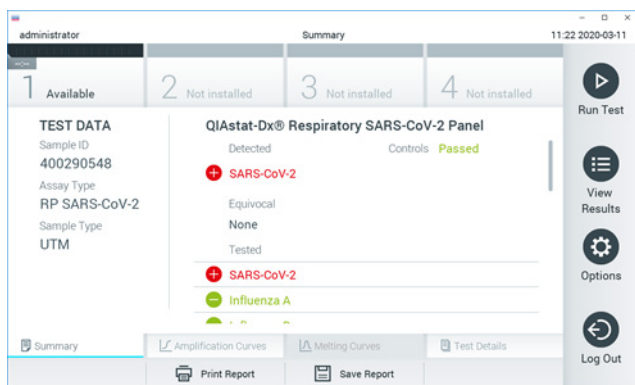 administrator
Summary
11:22 2020-03-11
1 Available
2 Not installed
3 Not installed
4 Not installed
TEST DATA
Sample ID
400290548
Assay Type
RP SARS-CoV-2
Sample Type
UTM
QIAstat-Dx® Respiratory SARS-CoV-2 Panel
Detected
Controls Passed
SARS-CoV-2
Equivocal
None
Tested
SARS-CoV-2
Influenza A
Summary
Amplification Curves
Melting Curves
Test Details
Print Report
Save Report
Run Test
View
Results
Options
Log Out